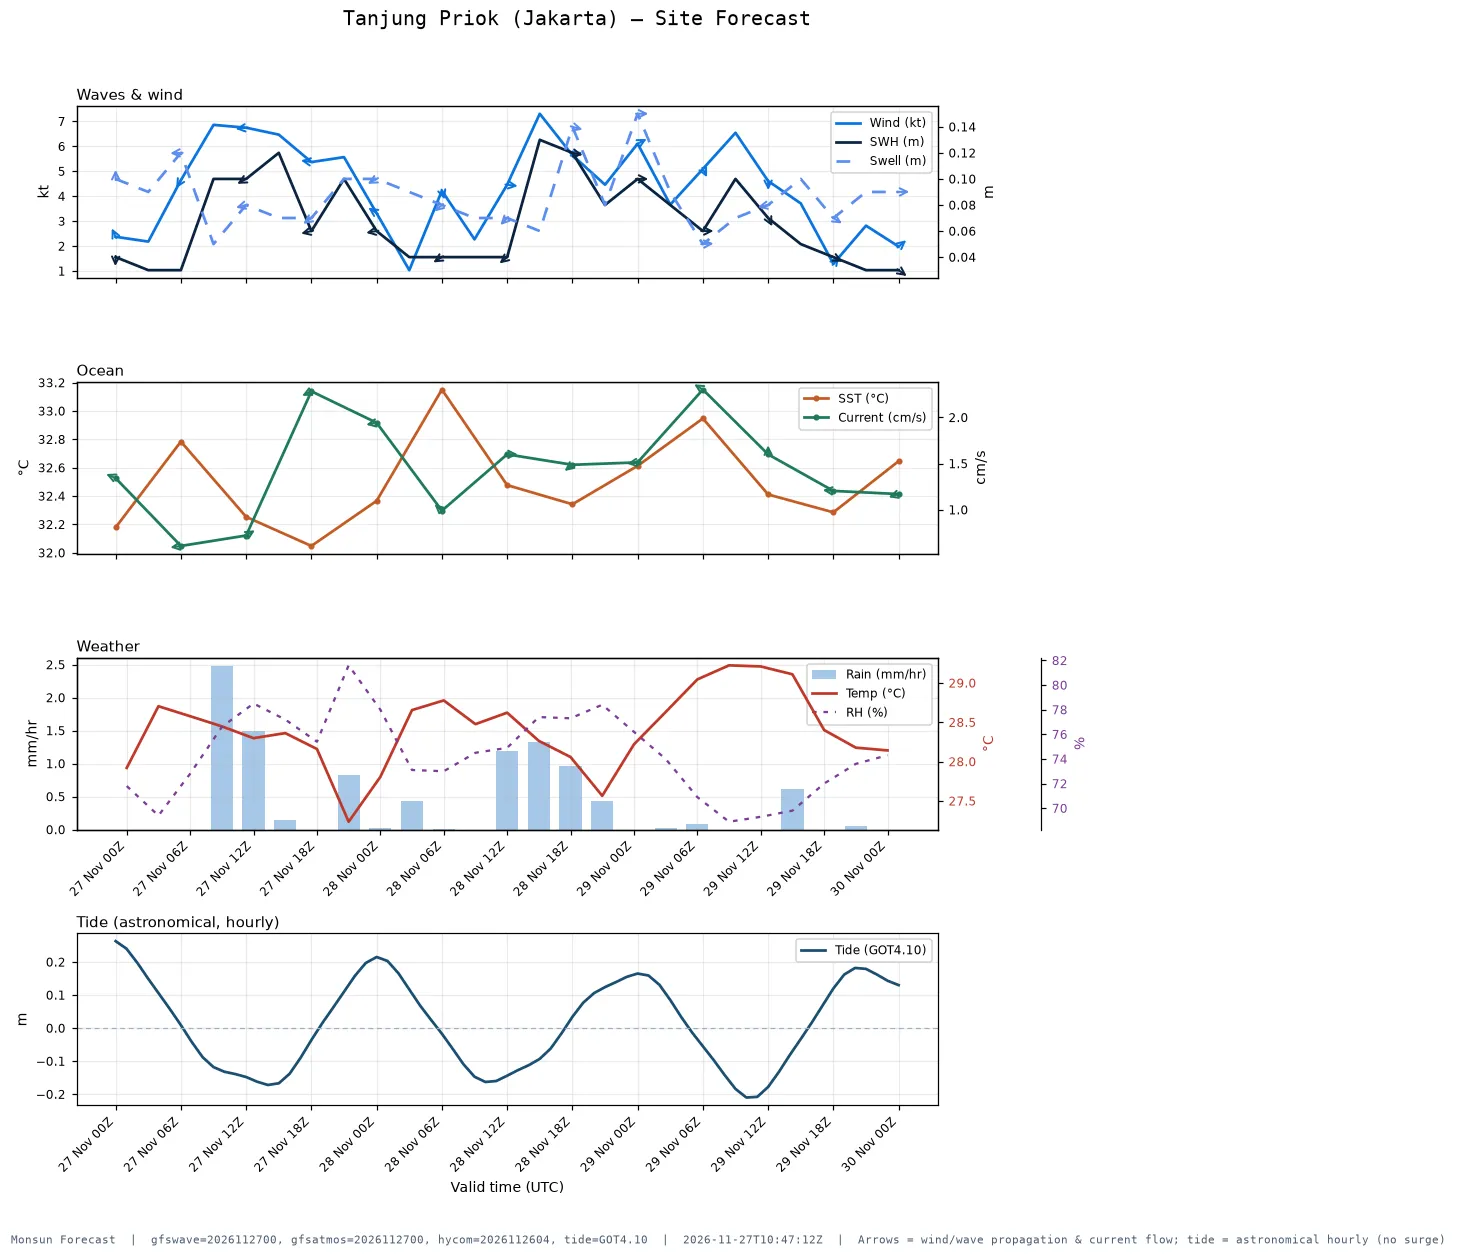 Tanjung Priok (Jakarta) — Site Forecast
Waves & wind
7
6
5
4
3
2
1
kt
0.14
0.12
0.10
0.08
0.06
0.04
m
Wind (kt)
SWH (m)
Swell (m)
Ocean
33.2
33.0
32.8
32.6
32.4
32.2
32.0
°C
2.0
1.5
1.0
cm/s
SST (°C)
Current (cm/s)
Weather
2.5
2.0
1.5
1.0
0.5
0.0
mm/hr
29.0
28.5
28.0
27.5
°C
82
80
78
76
74
72
70
%
Rain (mm/hr)
Temp (°C)
RH (%)
27 Nov 00Z
27 Nov 06Z
27 Nov 12Z
27 Nov 18Z
28 Nov 00Z
28 Nov 06Z
28 Nov 12Z
28 Nov 18Z
29 Nov 00Z
29 Nov 06Z
29 Nov 12Z
29 Nov 18Z
30 Nov 00Z
Tide (astronomical, hourly)
0.2
0.1
0.0
−0.1
−0.2
m
Tide (GOT4.10)
27 Nov 00Z
27 Nov 06Z
27 Nov 12Z
27 Nov 18Z
28 Nov 00Z
28 Nov 06Z
28 Nov 12Z
28 Nov 18Z
29 Nov 00Z
29 Nov 06Z
29 Nov 12Z
29 Nov 18Z
30 Nov 00Z
Valid time (UTC)
Monsun Forecast | gfswave=2026112700, gfsatmos=2026112700, hycom=2026112604, tide=GOT4.10 | 2026-11-27T10:47:12Z | Arrows = wind/wave propagation & current flow; tide = astronomical hourly (no surge)